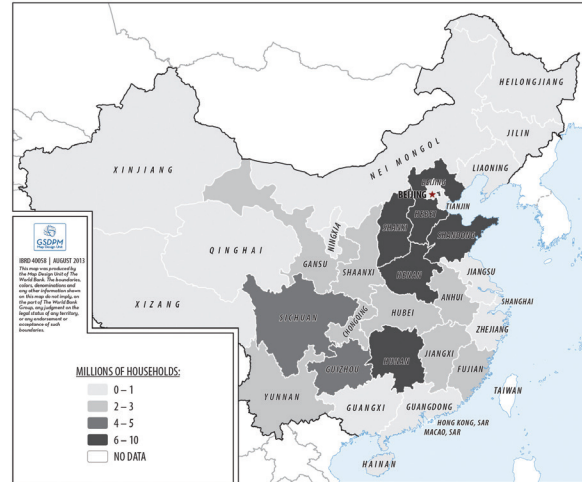 HEILONGJIANG
JILIN
LIAONING
NEI MONGOL
XINJIANG
BEIJING
BEIJING
TIANJIN
HEBEI
SHANXI
SHANDONG
NINGXIA
QINGHAI
GANSU
SHAANXI
HENAN
JIANGSU
ANHUI
SHANGHAI
XIZANG
SICHUAN
CHONGQING
HUBEI
ZHEJIANG
HUNAN
JIANGXI
GUIZHOU
FUJIAN
YUNNAN
GUANGXI
GUANGDONG
TAIWAN
HONG KONG, SAR
MACAO, SAR
HAINAN
GSDPM
Map Design Unit
IBRD 40058 | AUGUST 2013
This map was produced by
the Map Design Unit of The
World Bank. The boundaries,
colors, denominations and
any other information shown
on this map do not imply, on
the part of The World Bank
Group, any judgment on the
legal status of any territory,
or any endorsement or
acceptance of such
boundaries.
MILLIONS OF HOUSEHOLDS:
0 – 1
2 – 3
4 – 5
6 – 10
NO DATA